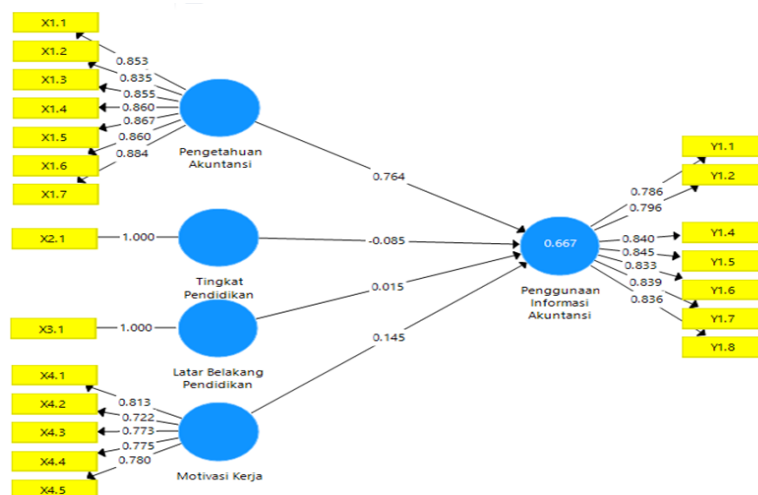 X1.1
X1.2
X1.3
X1.4
X1.5
X1.6
X1.7
0.853
0.835
0.855
0.860
0.867
0.860
0.884
Pengetahuan
Akuntansi
0.764
X2.1
1.000
Tingkat
Pendidikan
-0.085
X3.1
1.000
Latar Belakang
Pendidikan
0.015
X4.1
X4.2
X4.3
X4.4
X4.5
0.813
0.722
0.773
0.775
0.780
Motivasi Kerja
0.145
0.667
Penggunaan
Informasi
Akuntansi
0.786
0.796
0.840
0.845
0.833
0.839
0.836
Y1.1
Y1.2
Y1.4
Y1.5
Y1.6
Y1.7
Y1.8